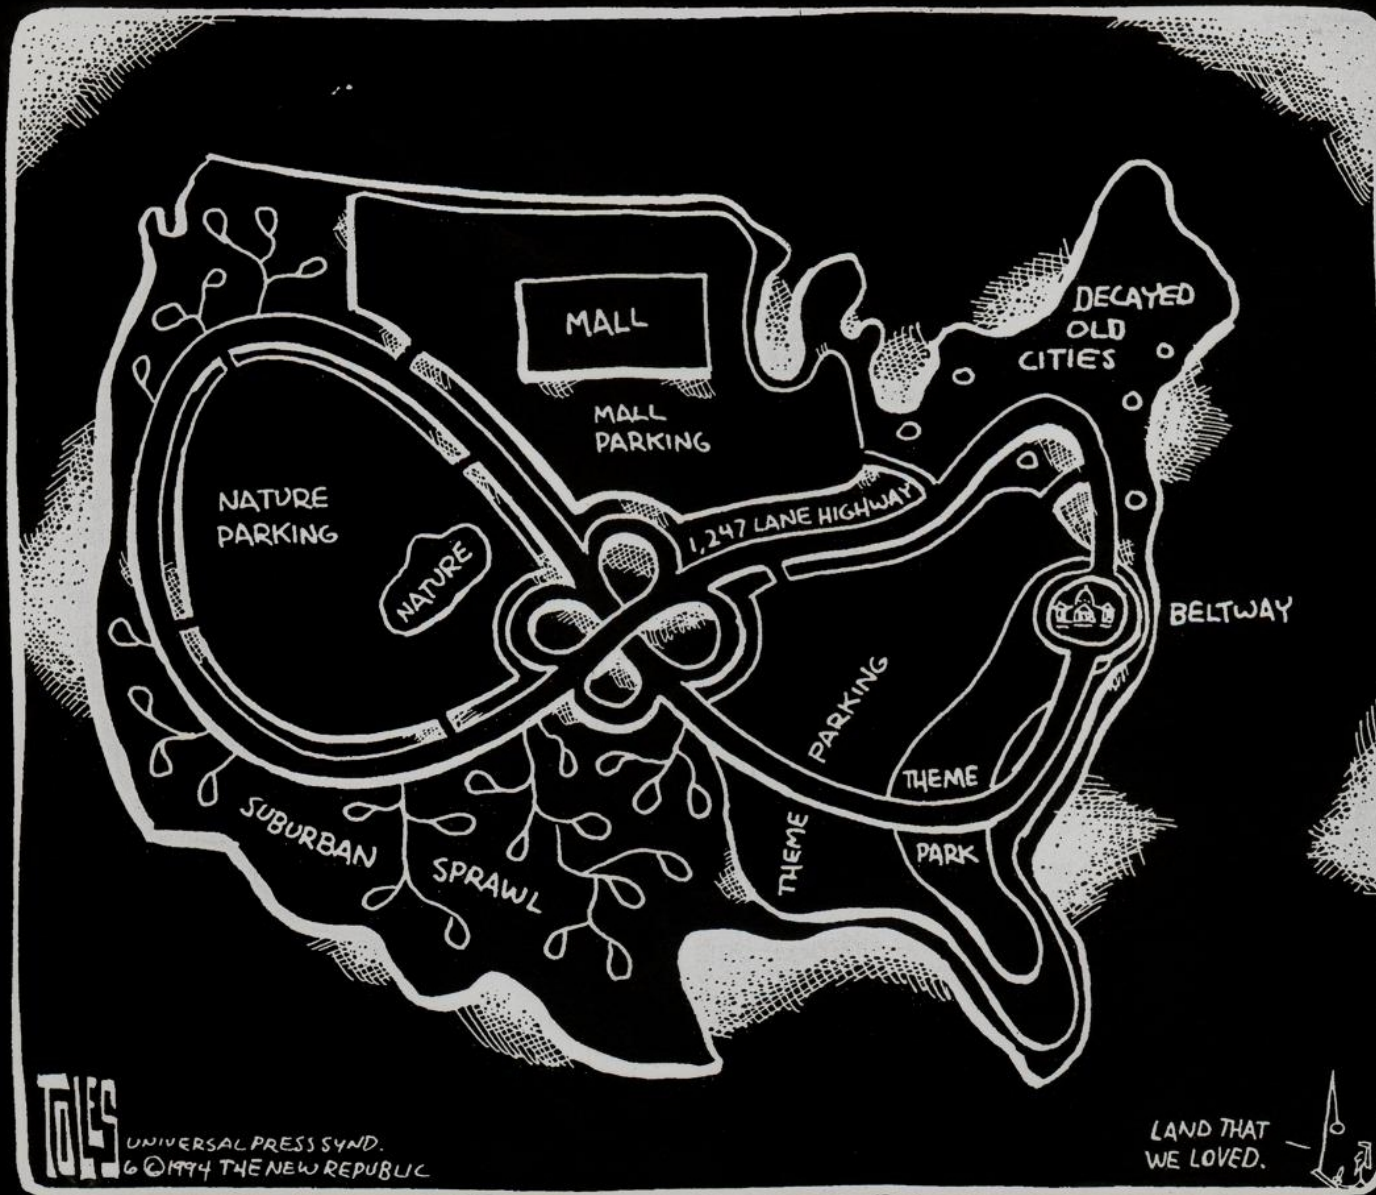 DECAYED
OLD
CITIES
MALL
MALL
PARKING
NATURE
PARKING
NATURE
1,247 LANE HIGHWAY
BELTWAY
THEME PARKING
THEME
PARK
SUBURBAN
SPRAWL
TOLES
UNIVERSAL PRESS SYND.
6 ©1994 THE NEW REPUBLIC
LAND THAT
WE LOVED.